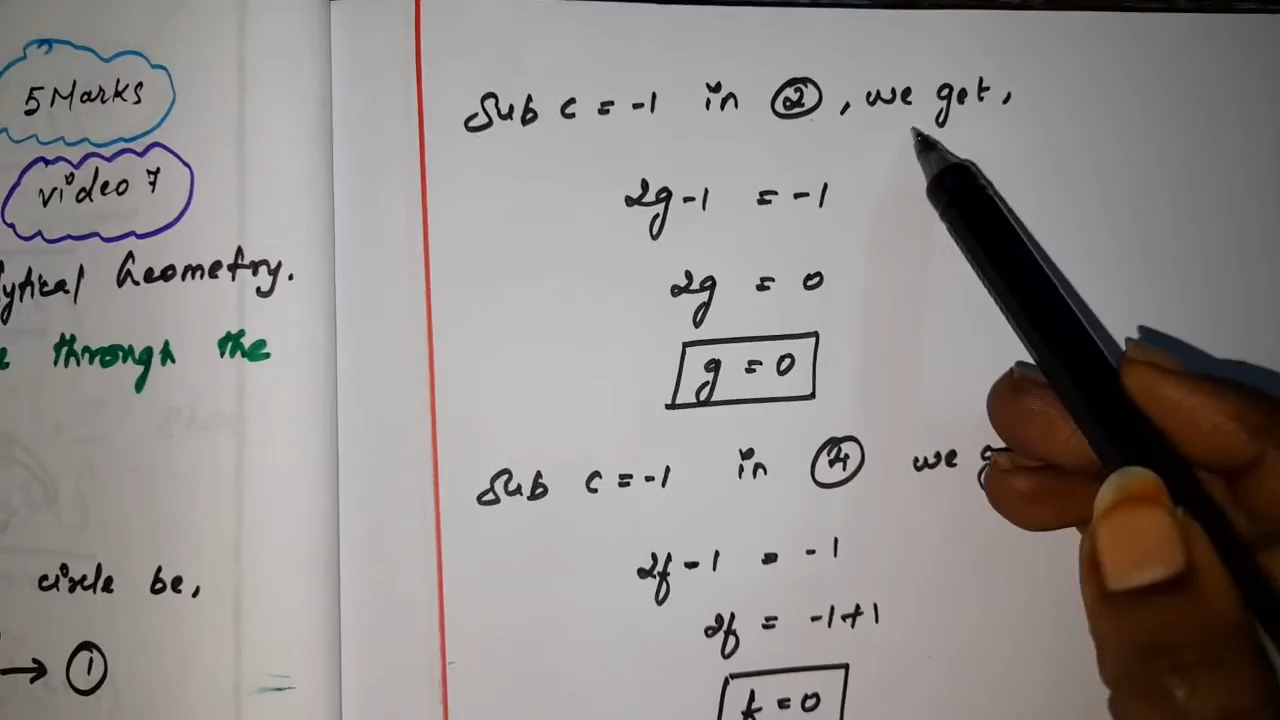 5 Marks
video 7
lytical Geometry.
through the
circle be,
→ ①
Sub c = -1 in ②, we get,
2g - 1 = -1
2g = 0
g = 0
Sub c = -1 in ④ we
2f - 1 = -1
2f = -1+1
f = 0